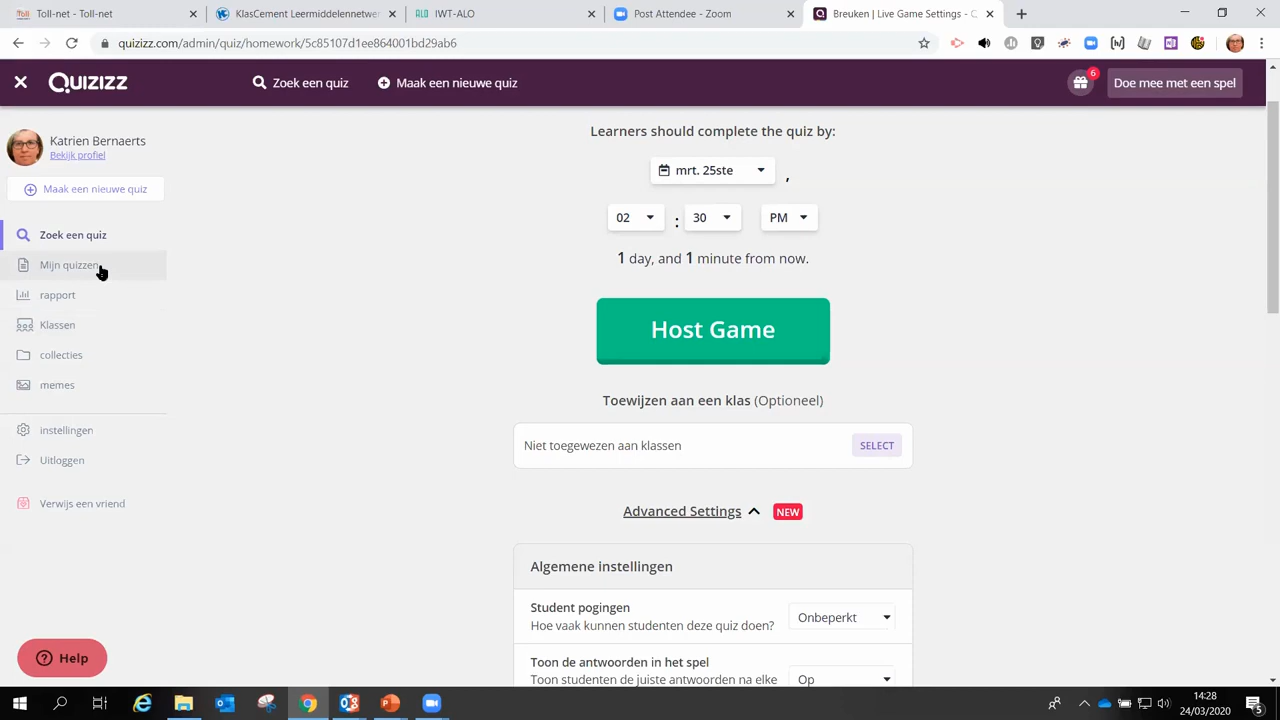 Toll-net - Toll-net
KlasCement Leermiddelennetwer
IWT-ALO
Post Attendee - Zoom
Breuken | Live Game Settings -
quizizz.com/admin/quiz/homework/5c85107d1ee864001bd29ab6
Quizizz
Zoek een quiz
Maak een nieuwe quiz
6
Doe mee met een spel
Katrien Bernaerts
Bekijk profiel
Maak een nieuwe quiz
Zoek een quiz
Mijn quizzen
rapport
Klassen
collecties
memes
instellingen
Uitloggen
Verwijs een vriend
Help
Learners should complete the quiz by:
mrt. 25ste ,
02 : 30 PM
1 day, and 1 minute from now.
Host Game
Toewijzen aan een klas (Optioneel)
Niet toegewezen aan klassen SELECT
Advanced Settings NEW
Algemene instellingen
Student pogingen
Hoe vaak kunnen studenten deze quiz doen?
Onbeperkt
Toon de antwoorden in het spel
Toon studenten de juiste antwoorden na elke
Op
14:28
24/03/2020
5